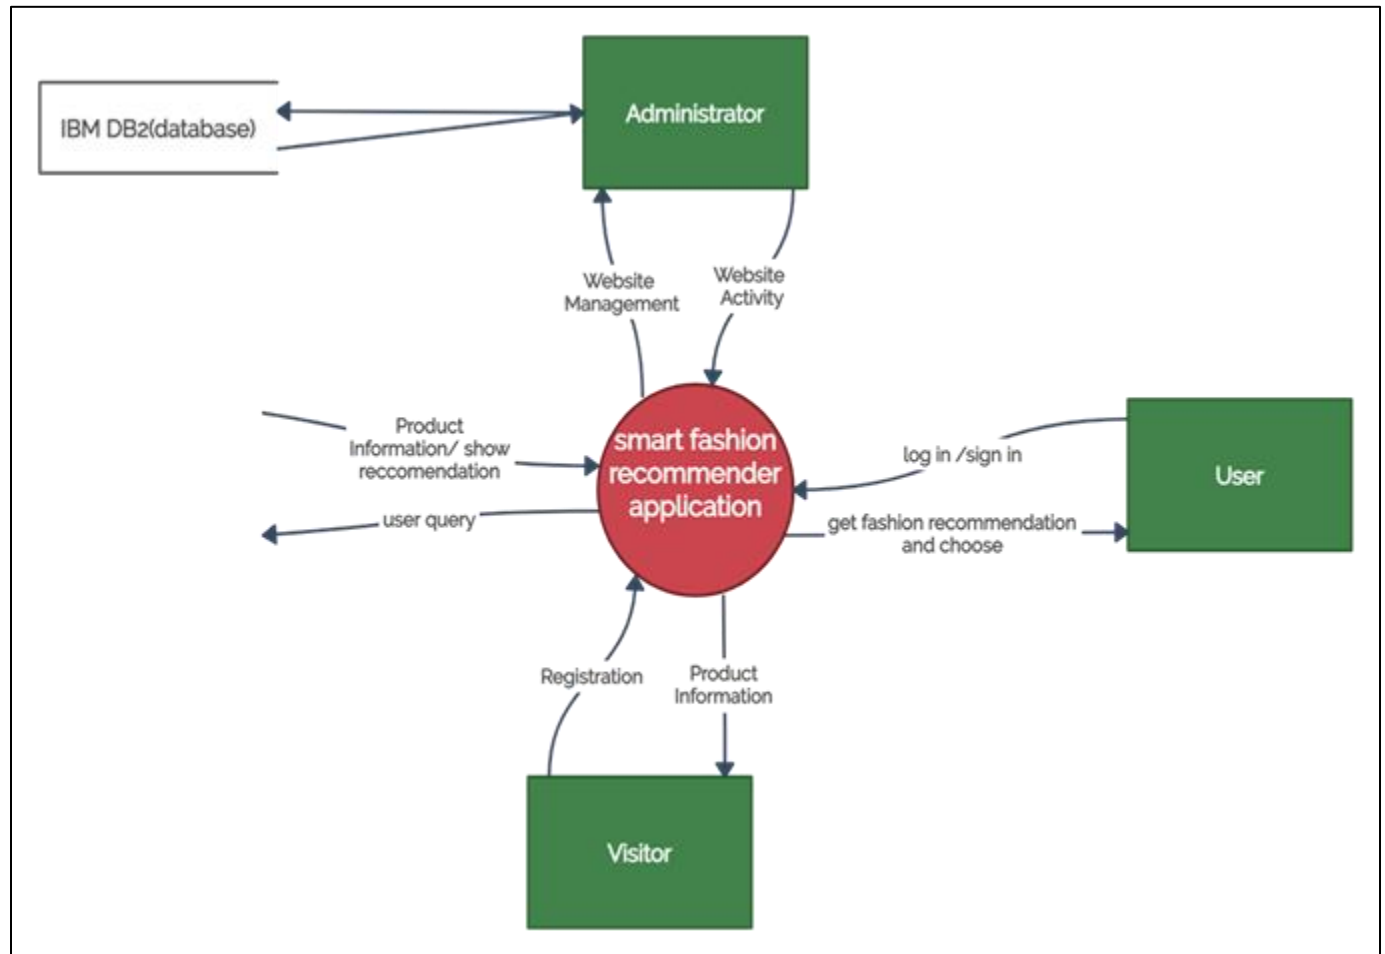 Administrator
IBM DB2(database)
Website
Management
Website
Activity
Product
Information/ show
reccomendation
smart fashion
recommender
application
log in /sign in
User
user query
get fashion recommendation
and choose
Registration
Product
Information
Visitor